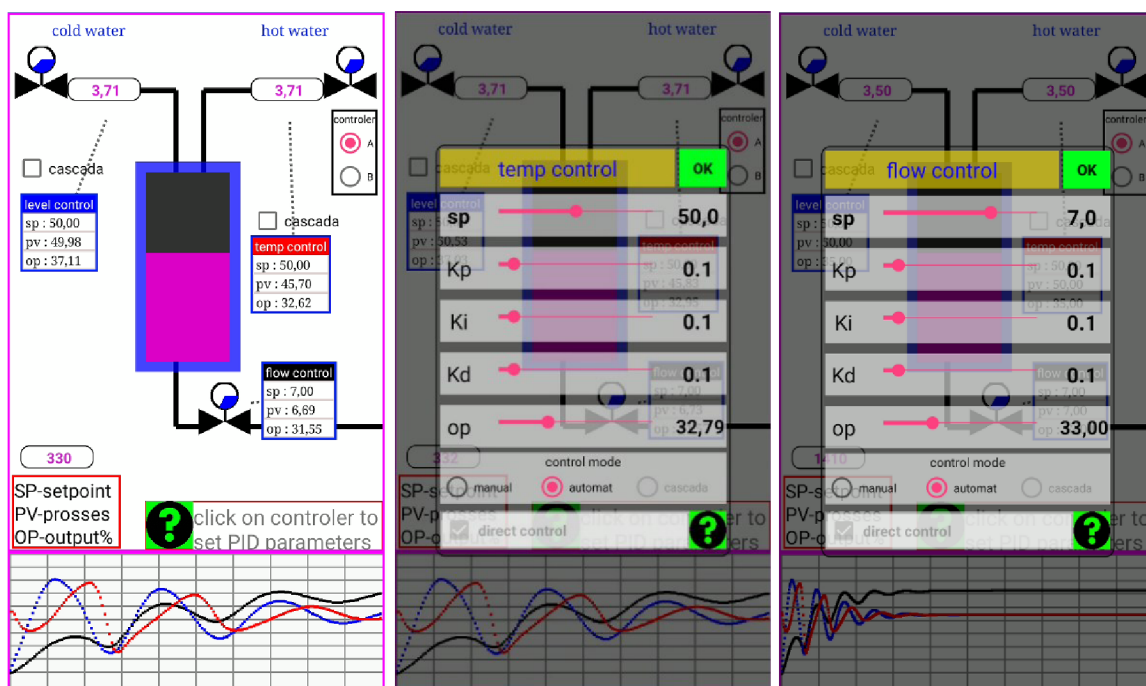 cold water
hot water
3,71
3,71
controler
A
B
cascada
level control
sp : 50,00
pv : 49,98
op : 37,11
cascada
temp control
sp : 50,00
pv : 45,70
op : 32,62
flow control
sp : 7,00
pv : 6,69
op : 31,55
330
SP-setpoint
PV-prosses
OP-output%
?
click on controler to
set PID parameters
cold water
hot water
3,71
3,71
controler
A
B
temp control
OK
sp
50,0
Kp
0.1
Ki
0.1
Kd
0.1
op
32,79
control mode
manual
automat
cascada
direct control
?
332
cold water
hot water
3,50
3,50
controler
A
B
flow control
OK
sp
7,0
Kp
0.1
Ki
0.1
Kd
0.1
op
33,00
control mode
manual
automat
cascada
direct control
?
1410